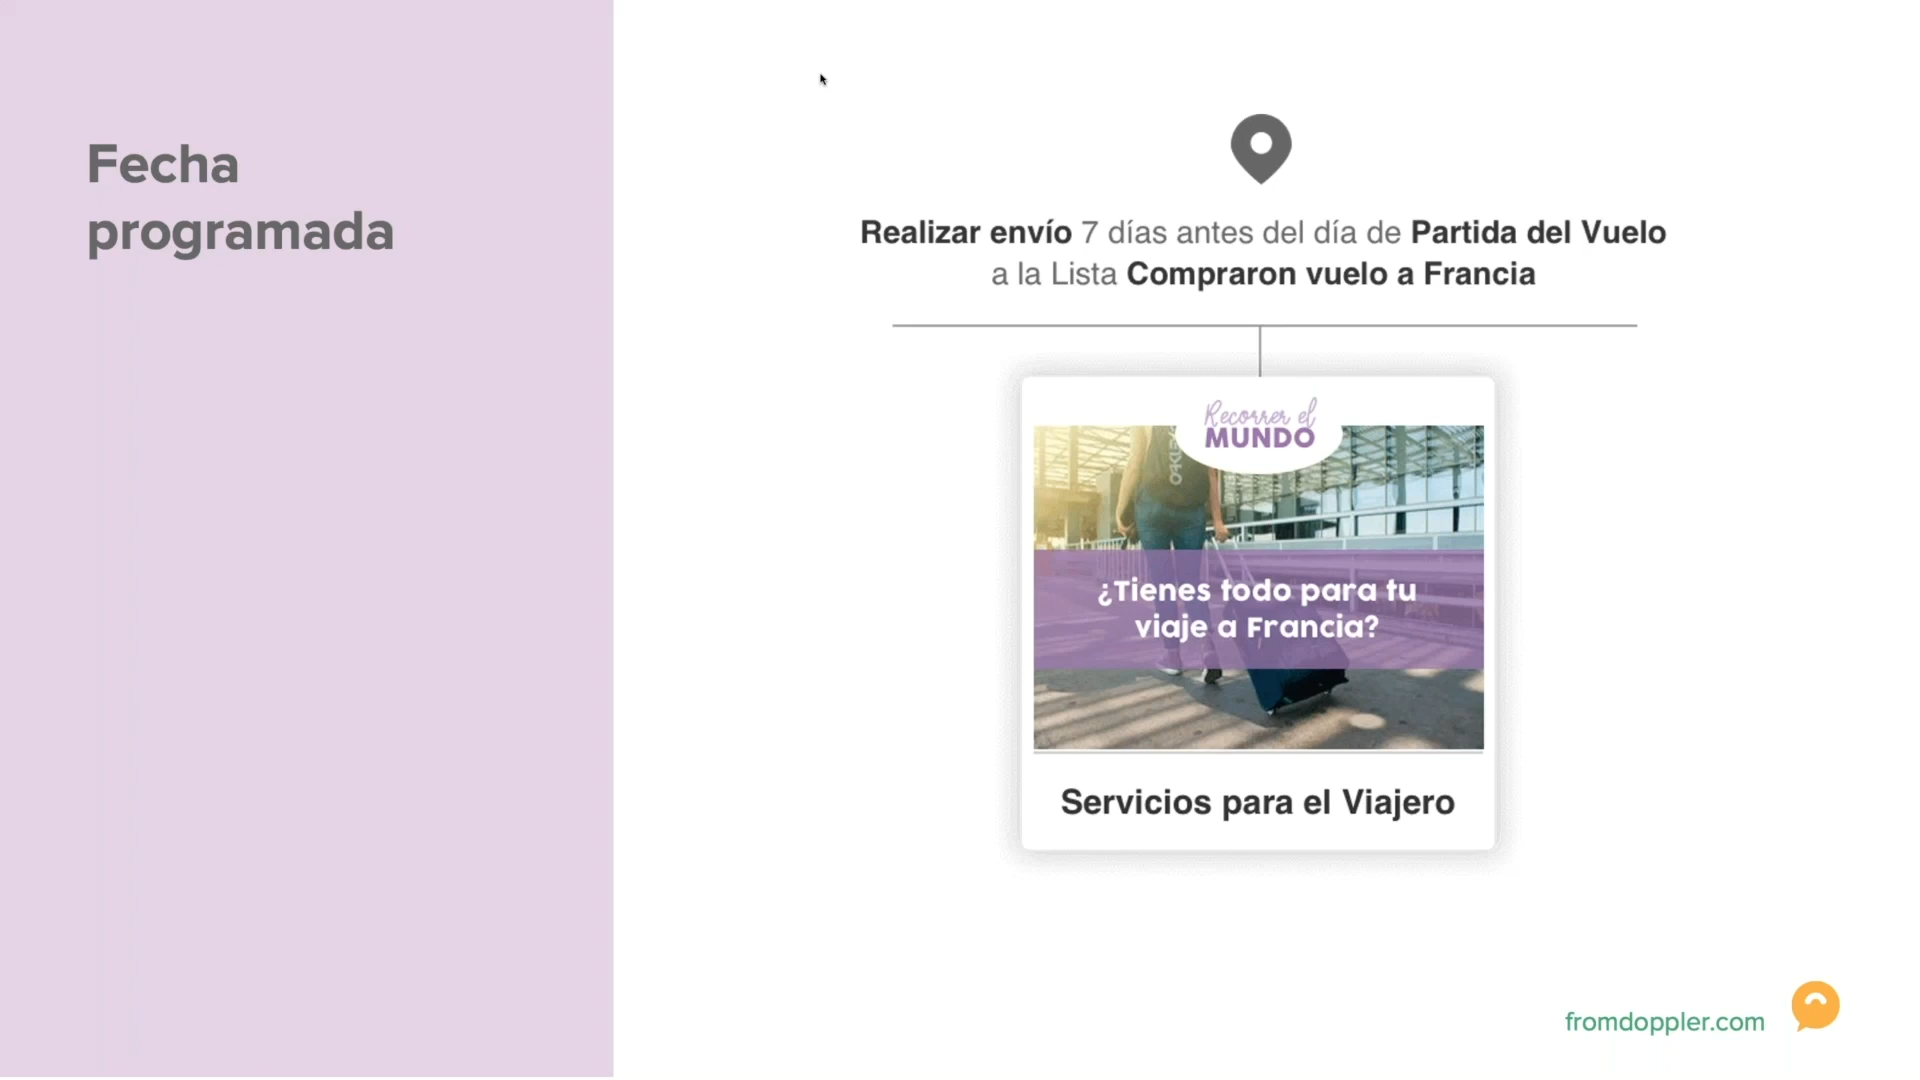 Fecha
programada
Realizar envío 7 días antes del día de Partida del Vuelo
a la Lista Compraron vuelo a Francia
Recorrer el
MUNDO
OAKLEY
¿Tienes todo para tu
viaje a Francia?
Servicios para el Viajero
fromdoppler.com